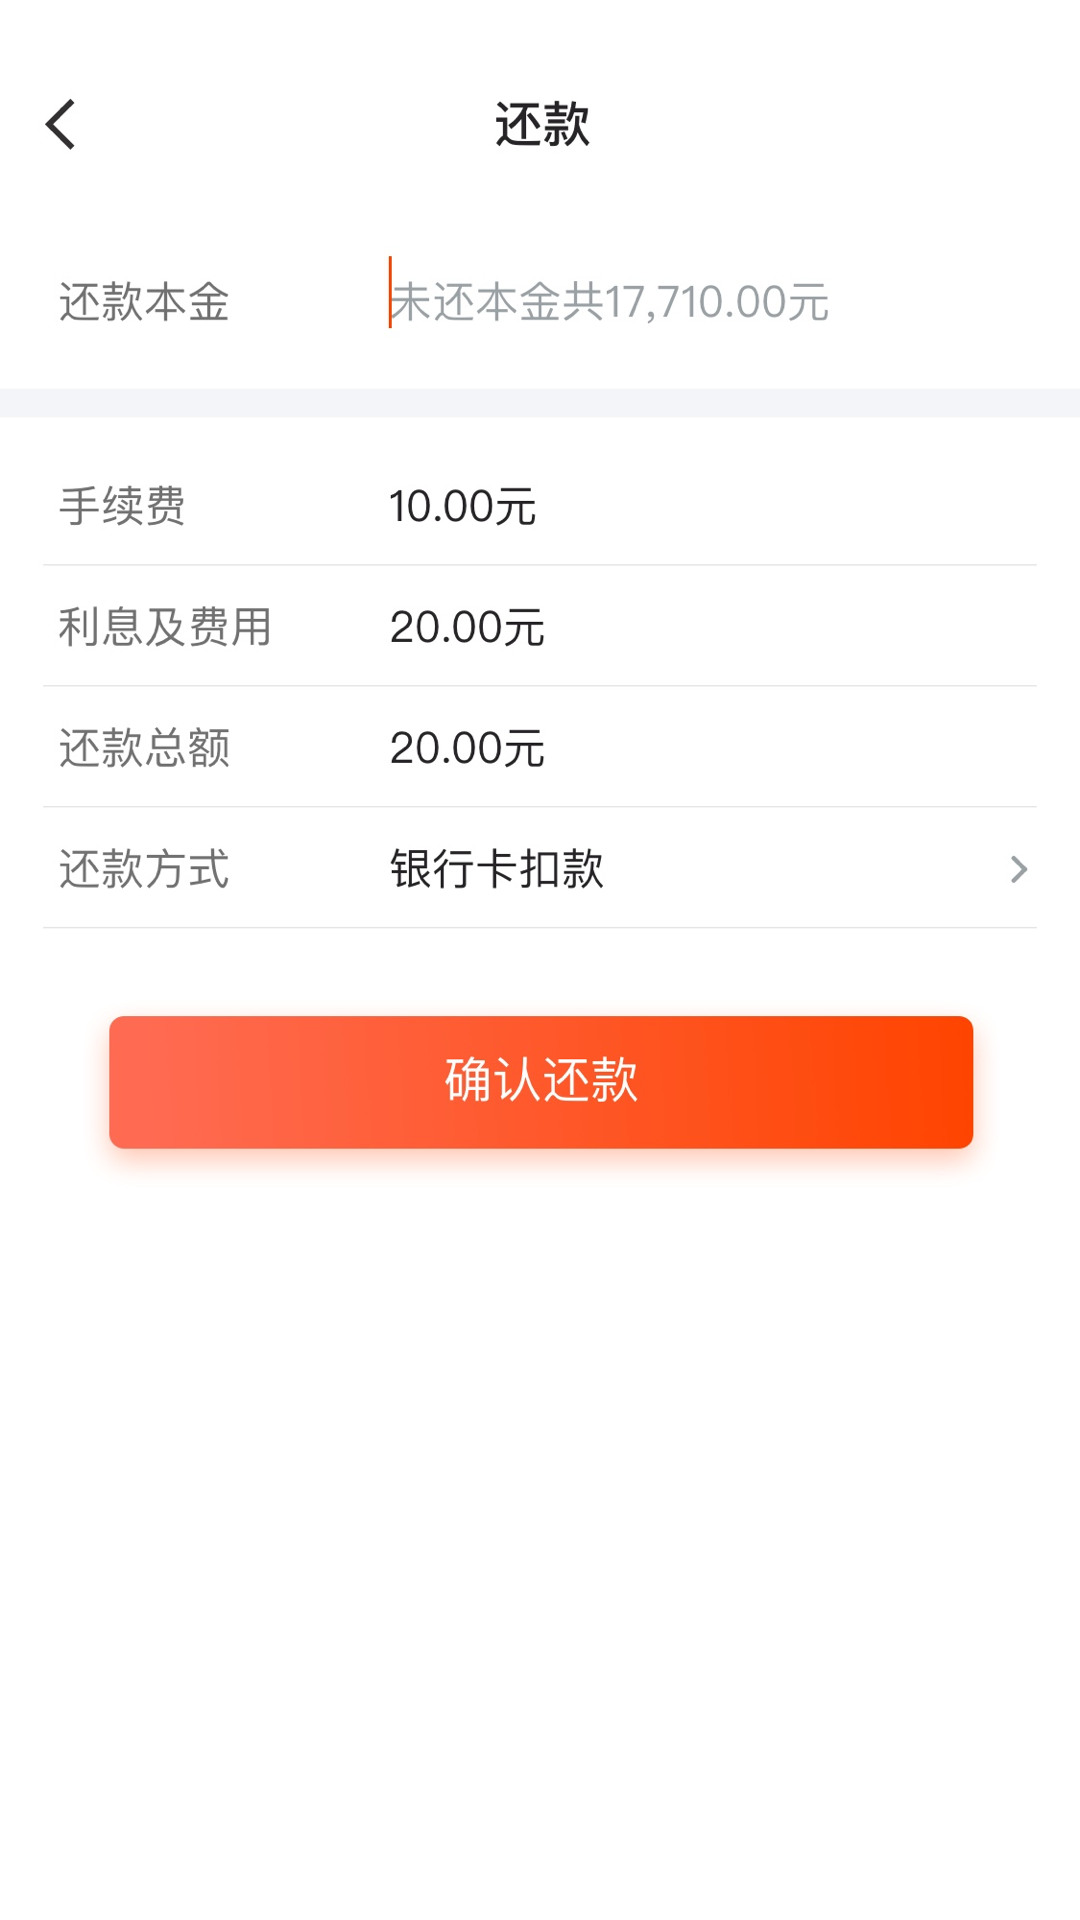 还款
还款本金 未还本金共17,710.00元
手续费 10.00元
利息及费用 20.00元
还款总额 20.00元
还款方式 银行卡扣款
确认还款